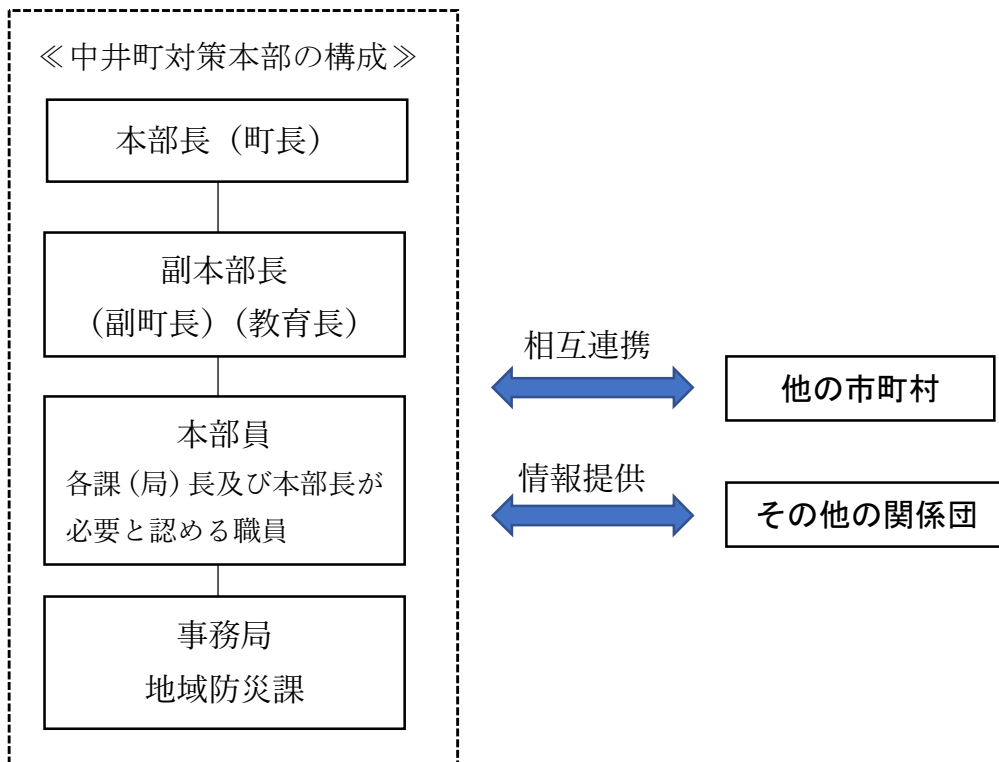 ≪中井町対策本部の構成≫
本部長（町長）
副本部長
（副町長）（教育長）
本部員
各課（局）長及び本部長が
必要と認める職員
事務局
地域防災課
相互連携
他の市町村
情報提供
その他の関係団